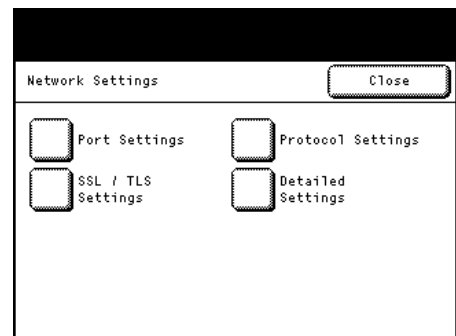 Network Settings
Close
Port Settings
Protocol Settings
SSL / TLS
Settings
Detailed
Settings